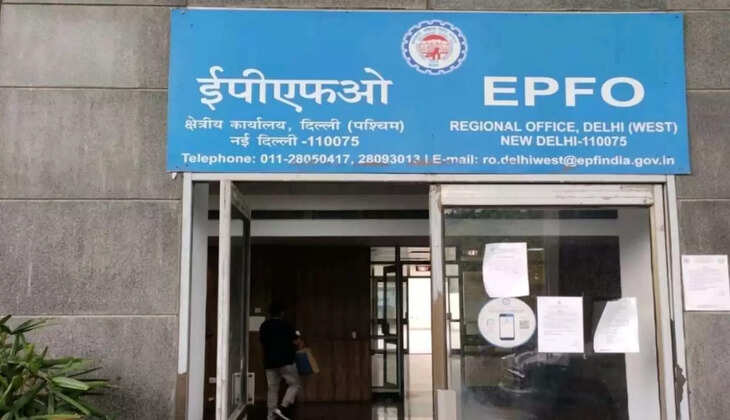 ईपीएफओ
क्षेत्रीय कार्यालय, दिल्ली (पश्चिम)
नई दिल्ली -110075
EPFO
REGIONAL OFFICE, DELHI (WEST)
NEW DELHI-110075
Telephone: 011-28050417, 28093013 E-mail: ro.delhiwest@epfindia.gov.in